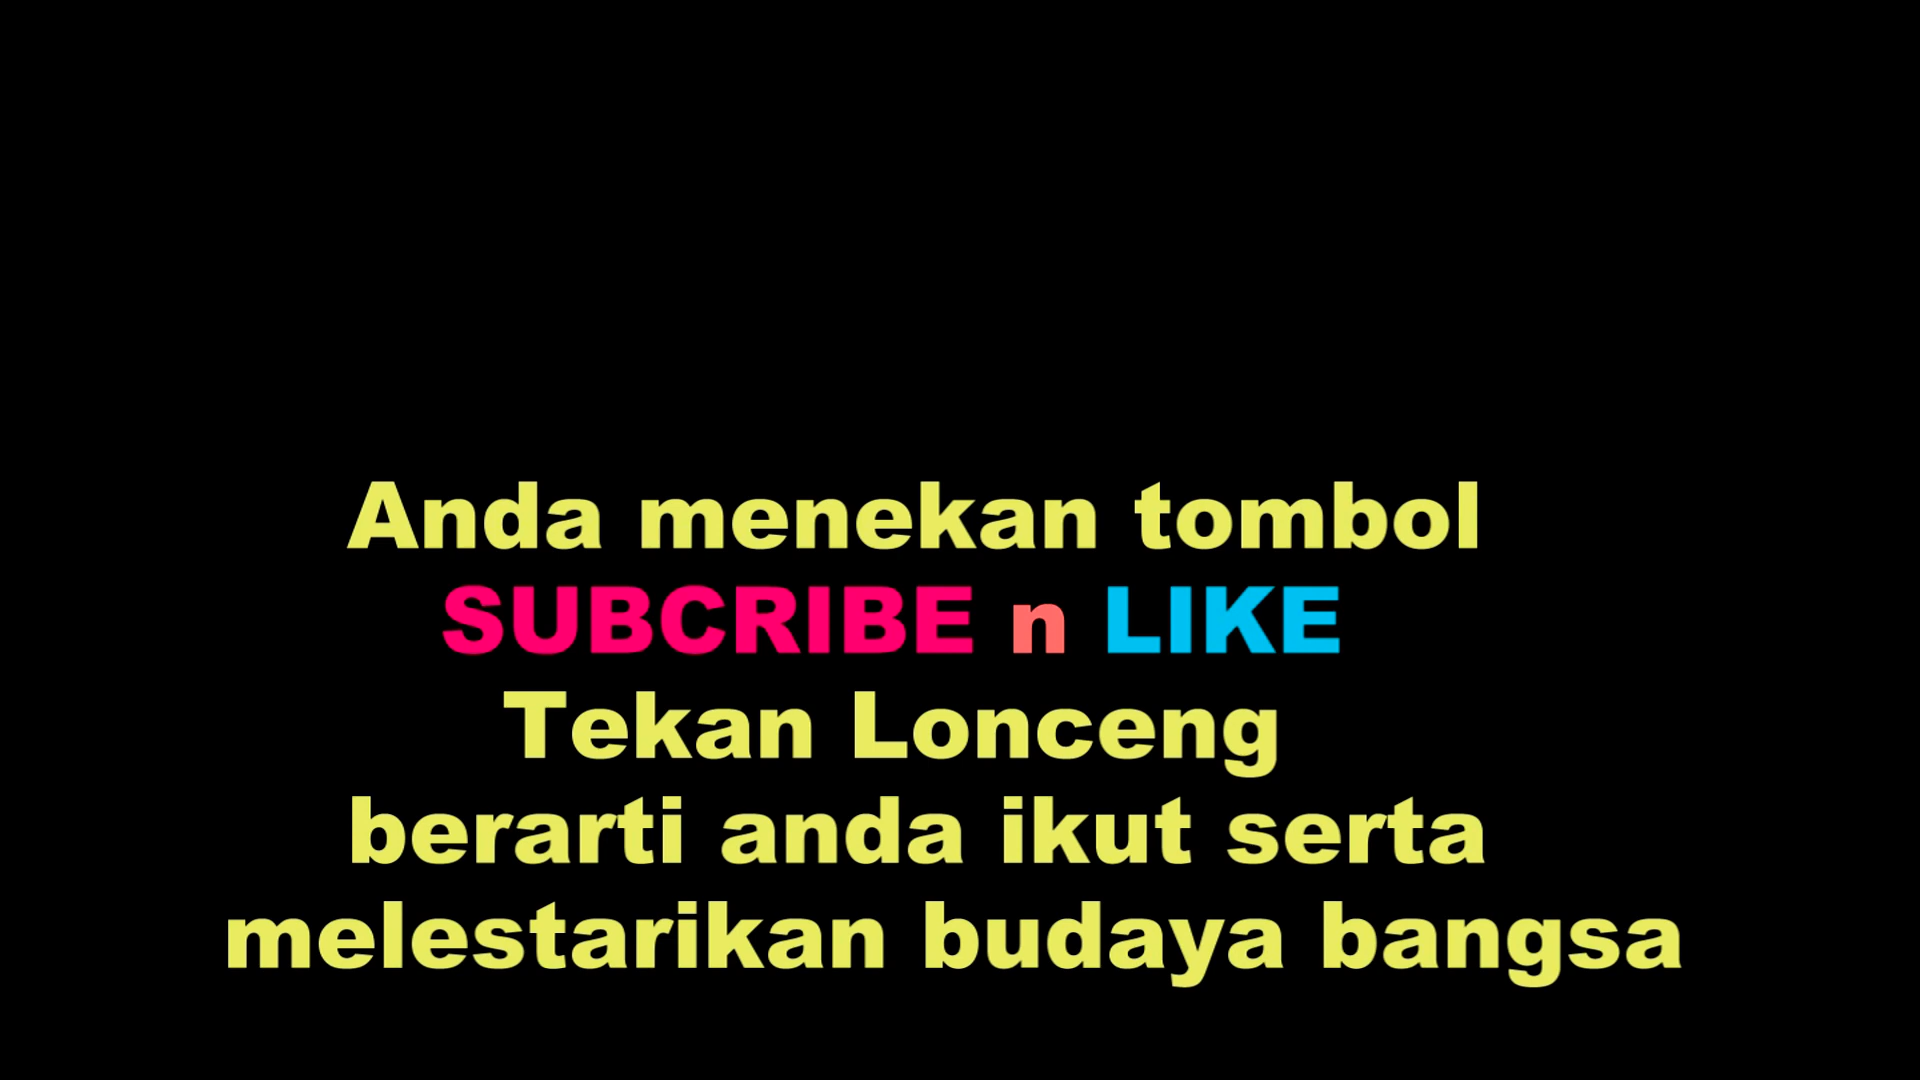 Anda menekan tombol
SUBCRIBE n LIKE
Tekan Lonceng
berarti anda ikut serta
melestarikan budaya bangsa